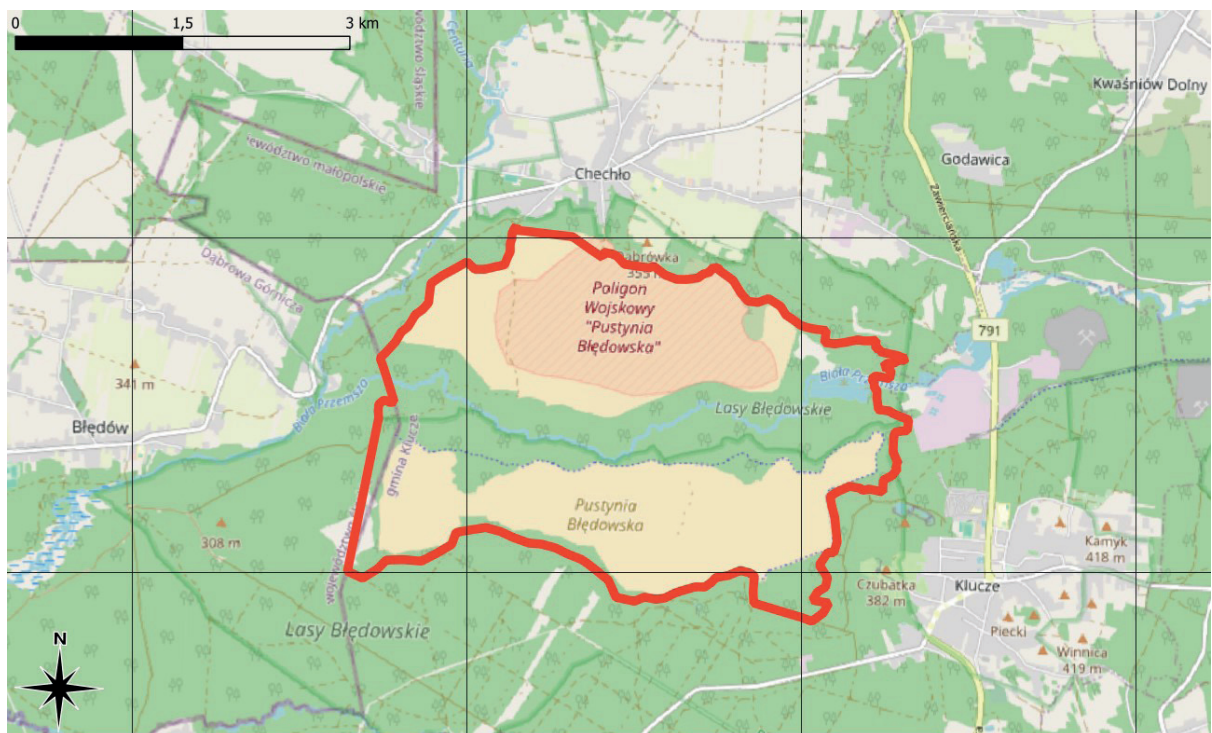 0
1,5
3 km
Centuria
województwo śląskie
Kwaśniów Dolny
Godawica
ewództwo małopolskie
Chechło
Zawierciańska
Dąbrowa Górnicza
Dąbrówka
355 m
Poligon
Wojskowy
"Pustynia
Błędowska"
791
341 m
Biała Przemsza
Biała Przemsza
Lasy Błędowskie
Błędów
gmina Klucze
Pustynia
Błędowska
308 m
Kamyk
418 m
Czubatka
382 m
Klucze
Piecki
Lasy Błędowskie
Winnica
419 m
N